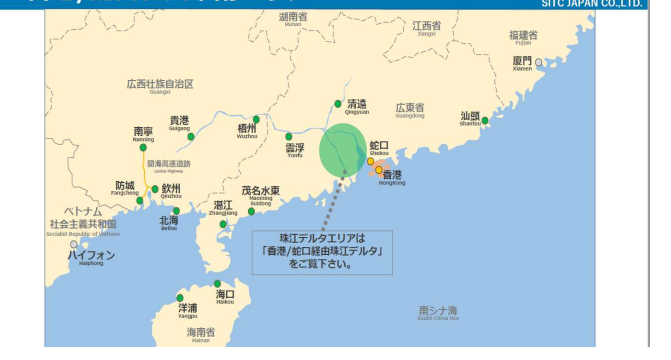 SITC JAPAN CO.,LTD.
湖南省
Hunan
江西省
Jiangxi
福建省
Fujian
廈門
Xiamen
広西壮族自治区
Guangxi
清遠
Qingyuan
広東省
Guangdong
汕頭
Shantou
貴港
Guigang
梧州
Wuzhou
南寧
Nanning
雲浮
Yunfu
蛇口
Shekou
香港
HongKong
蘭海高速道路
Lanhai Highway
防城
Fangcheng
欽州
Qinzhou
茂名水東
Maoming
Suidong
湛江
Zhangjiang
北海
Beihai
ベトナム
社会主義共和国
Socialist Republic of Vietnam
ハイフォン
Haiphong
珠江デルタエリアは
「香港/蛇口経由珠江デルタ」
をご覧下さい。
海口
Haikou
洋浦
Yangpu
海南省
Hainan
南シナ海
South China Sea